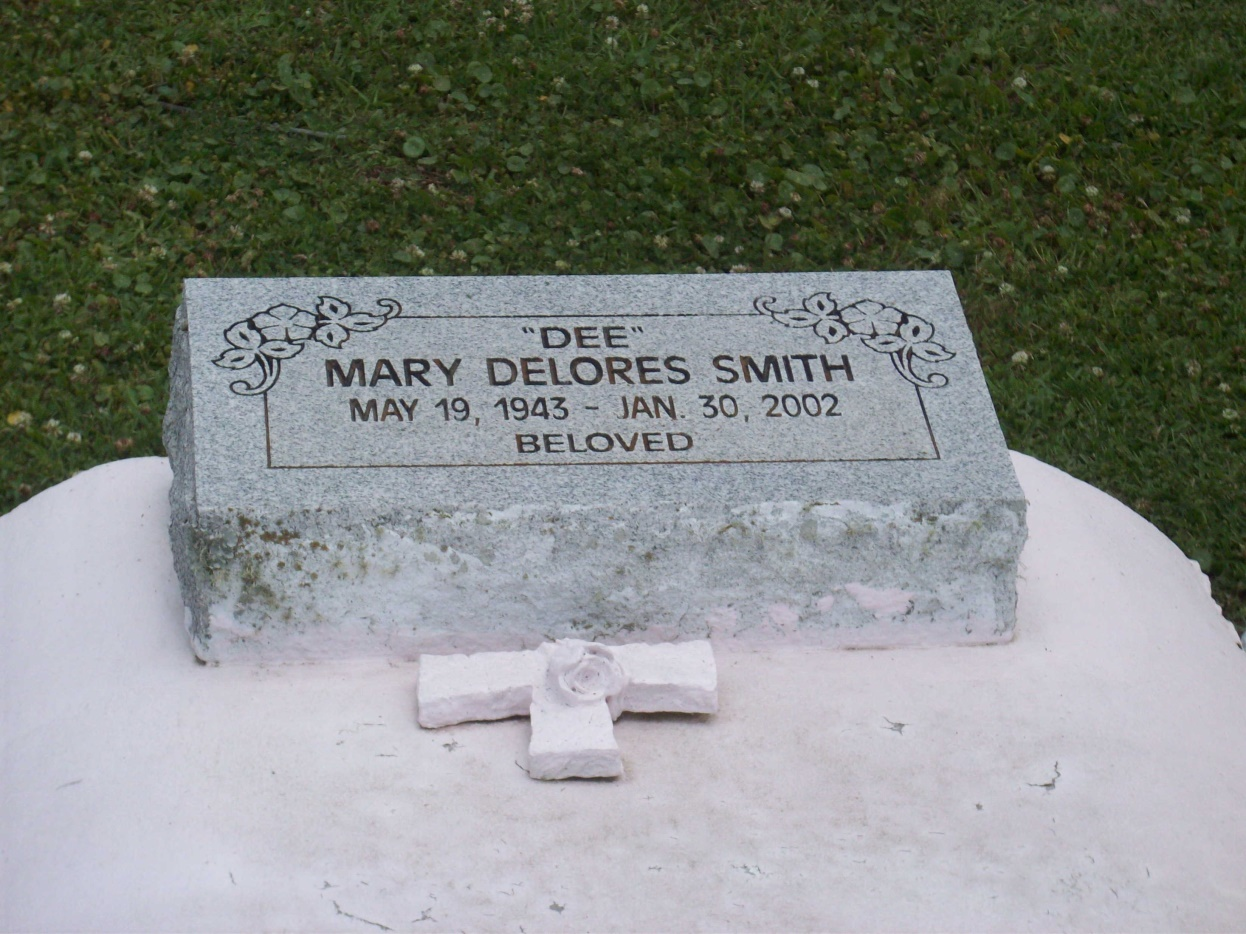 "DEE"
MARY DELORES SMITH
MAY 19, 1943 - JAN. 30, 2002
BELOVED